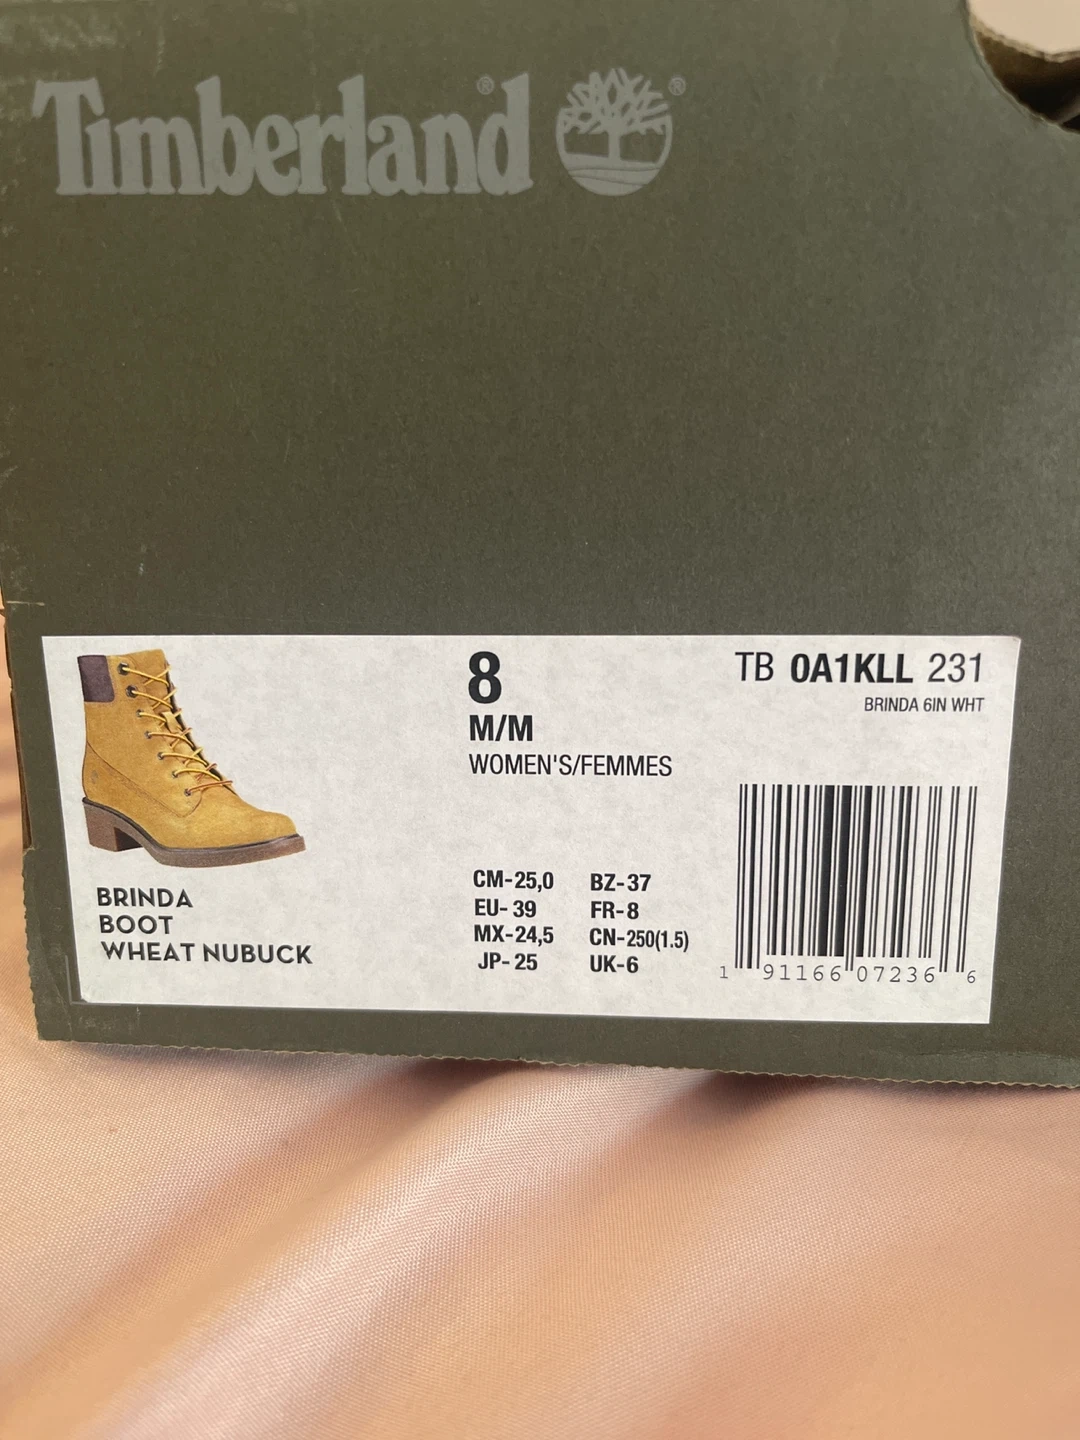 Timberland®
®
8
M/M
WOMEN'S/FEMMES
TB 0A1KLL 231
BRINDA 6IN WHT
BRINDA
BOOT
WHEAT NUBUCK
CM-25,0 BZ-37
EU-39 FR-8
MX-24,5 CN-250(1.5)
JP-25 UK-6
1 91166 07236 6